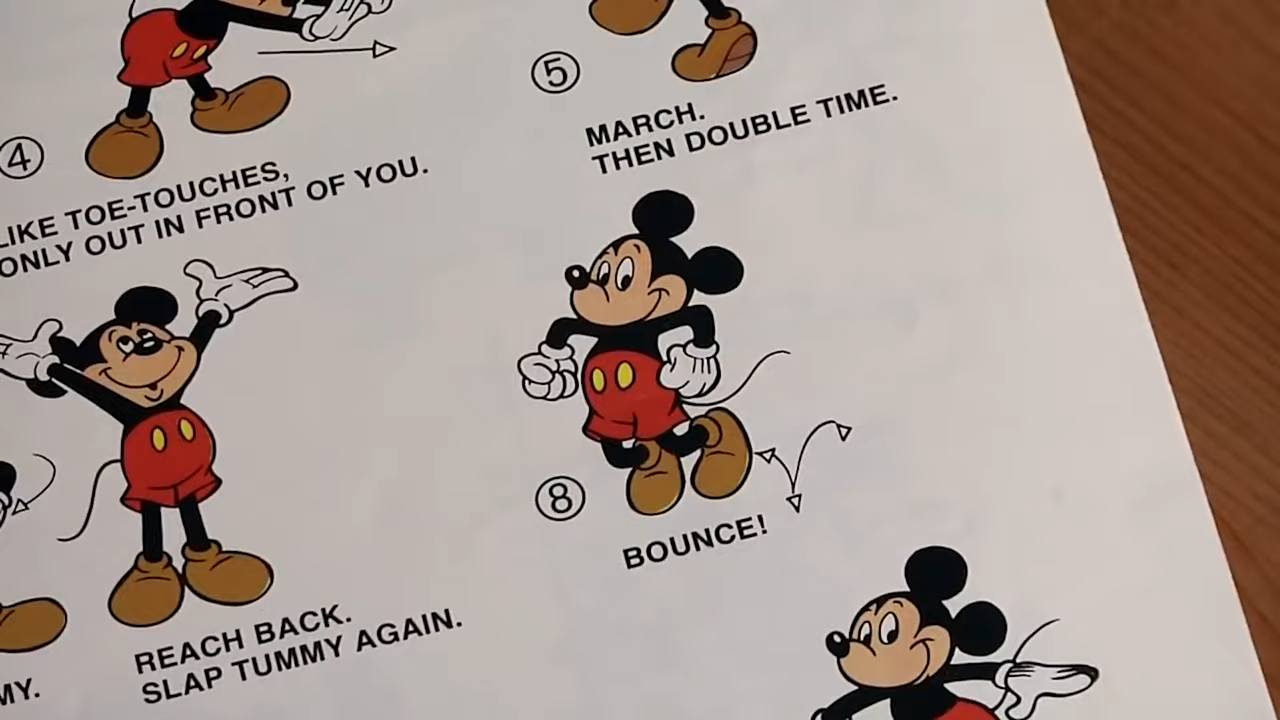 4
LIKE TOE-TOUCHES,
ONLY OUT IN FRONT OF YOU.
5
MARCH.
THEN DOUBLE TIME.
REACH BACK.
SLAP TUMMY AGAIN.
8
BOUNCE!